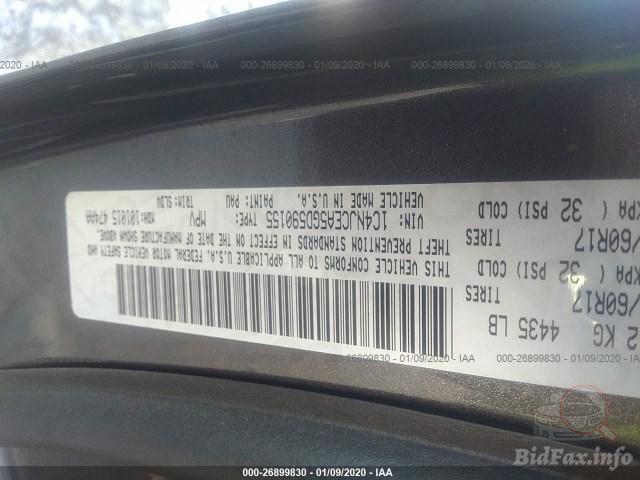 .79 - 01/09/2020 - IAA
000-26899830 - 01/09/2020 - IAA
000-26899830 - 01/09/2020 - IAA
2 KG 4435 LB
/60R17 TIRES
KPA ( 32 PSI) COLD
/60R17 TIRES
KPA ( 32 PSI) COLD
THIS VEHICLE CONFORMS TO ALL APPLICABLE U.S.A. FEDERAL MOTOR VEHICLE SAFETY AND
THEFT PREVENTION STANDARDS IN EFFECT ON THE DATE OF MANUFACTURE SHOWN ABOVE.
VIN: 1C4NJCEA5GD590155 TYPE: MPV MDH: 101015 474AA
VEHICLE MADE IN U.S.A. PAINT: PAU TRIM: SLDW
000-26899830 - 01/09/2020 - IAA
000-26899830 - 01/09/2020 - IAA
000-26899830 - 01/09/2020 - IAA
BidFax.info